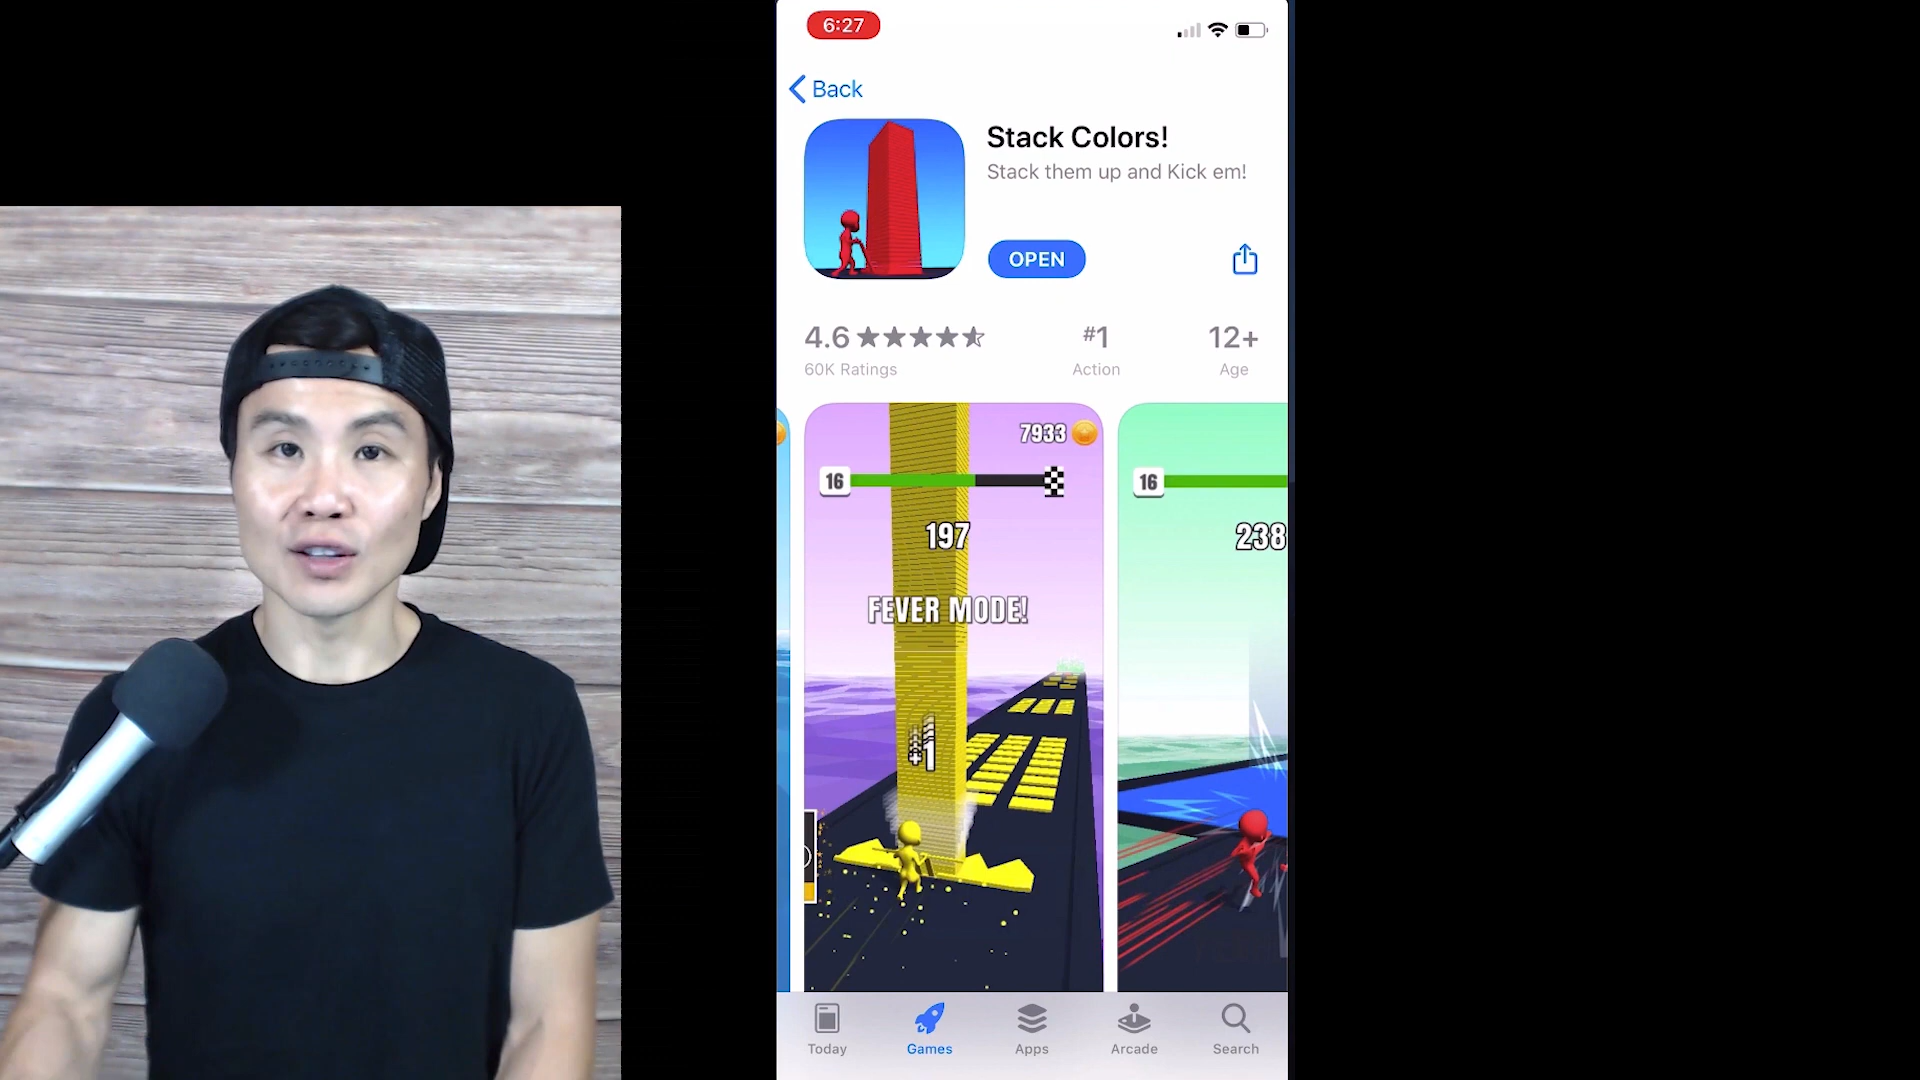 6:27
Back
Stack Colors!
Stack them up and Kick em!
OPEN
4.6
60K Ratings
#1
Action
12+
Age
7933
16
197
FEVER MODE!
+1
16
238
Today
Games
Apps
Arcade
Search